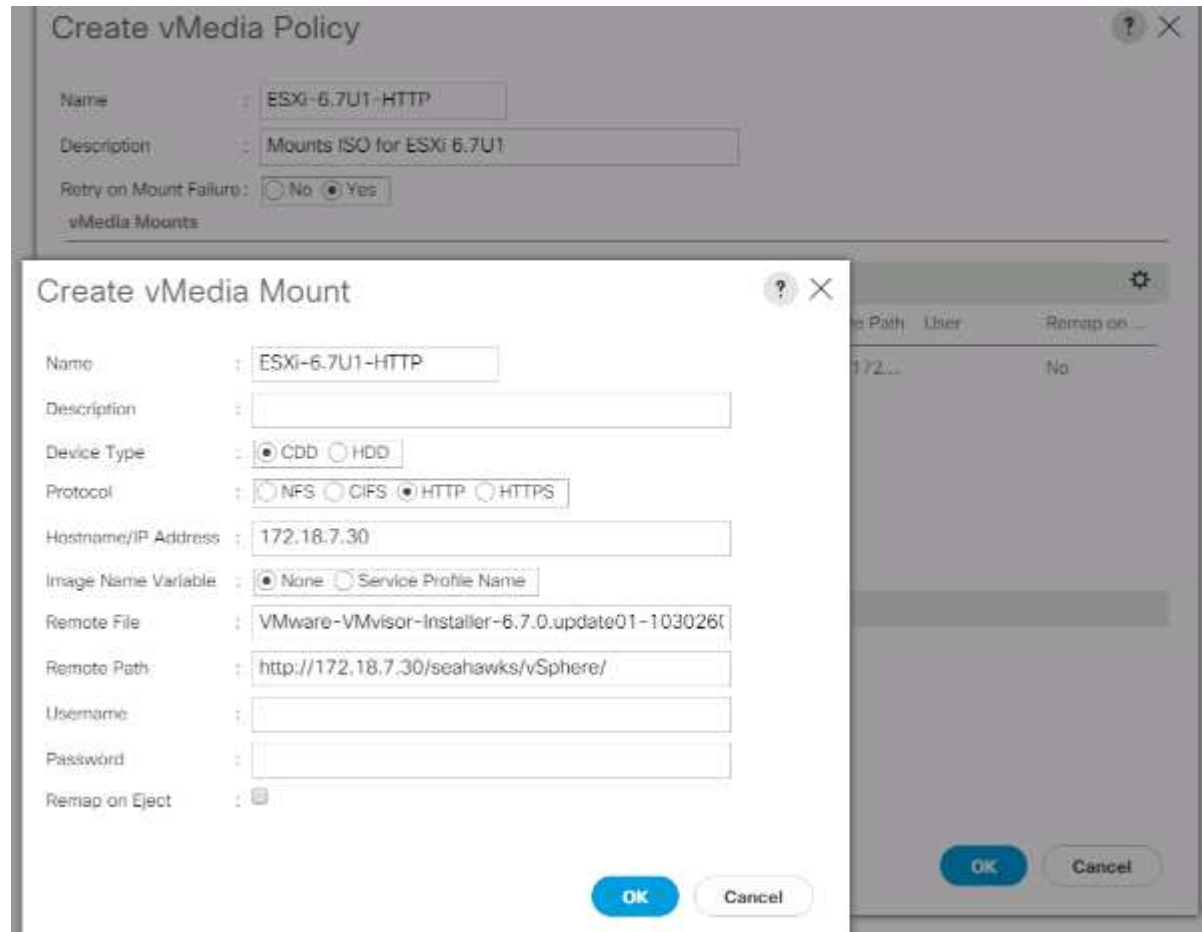 Create vMedia Policy ? ×
Name : ESXi-6.7U1-HTTP
Description : Mounts ISO for ESXi 6.7U1
Retry on Mount Failure : No Yes
vMedia Mounts
Create vMedia Mount ? ×
Path User Remap on ...
172... No
Name : ESXi-6.7U1-HTTP
Description :
Device Type : CDD HDD
Protocol : NFS CIFS HTTP HTTPS
Hostname/IP Address : 172.18.7.30
Image Name Variable : None Service Profile Name
Remote File : VMware-VMvisor-Installer-6.7.0.update01-1030260
Remote Path : http://172.18.7.30/seahawks/vSphere/
Username :
Password :
Remap on Eject :
OK Cancel
OK Cancel